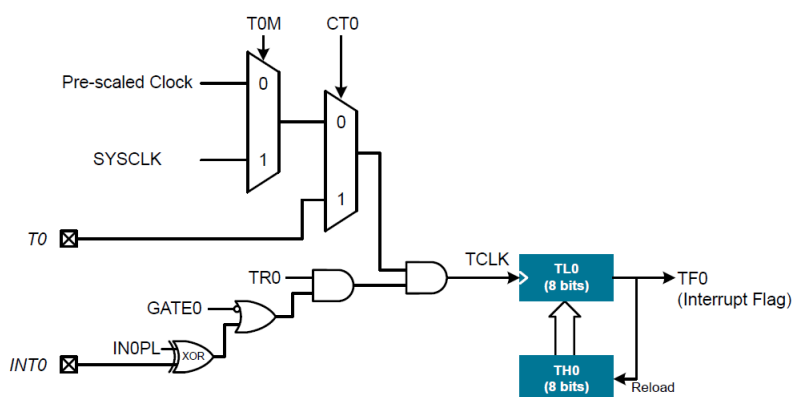 T0M
CT0
Pre-scaled Clock
0
0
SYSCLK
1
1
T0
TCLK
TL0
(8 bits)
TF0
(Interrupt Flag)
TR0
GATE0
IN0PL
XOR
INT0
TH0
(8 bits)
Reload